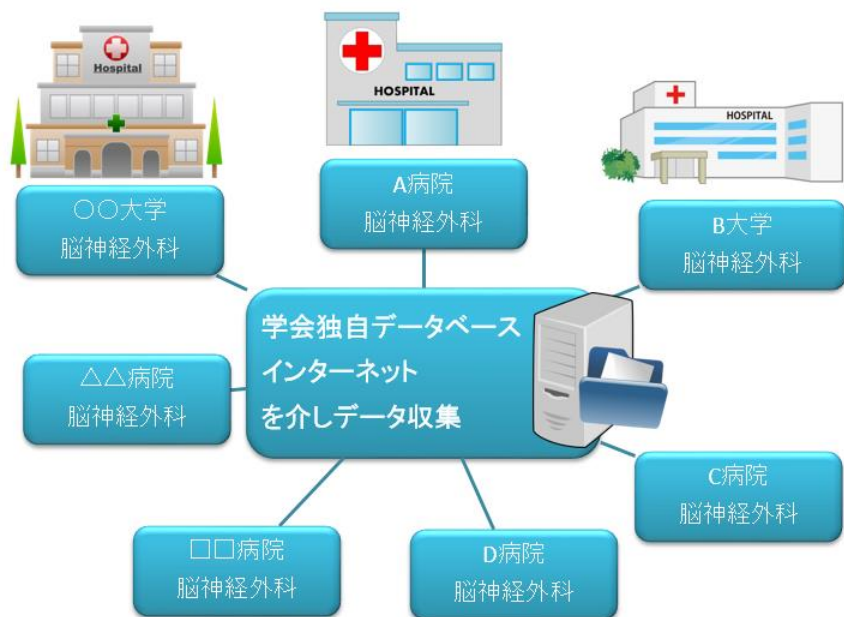 Hospital
HOSPITAL
HOSPITAL
〇〇大学
脳神経外科
A病院
脳神経外科
B大学
脳神経外科
学会独自データベース
インターネット
を介しデータ収集
△△病院
脳神経外科
C病院
脳神経外科
□□病院
脳神経外科
D病院
脳神経外科